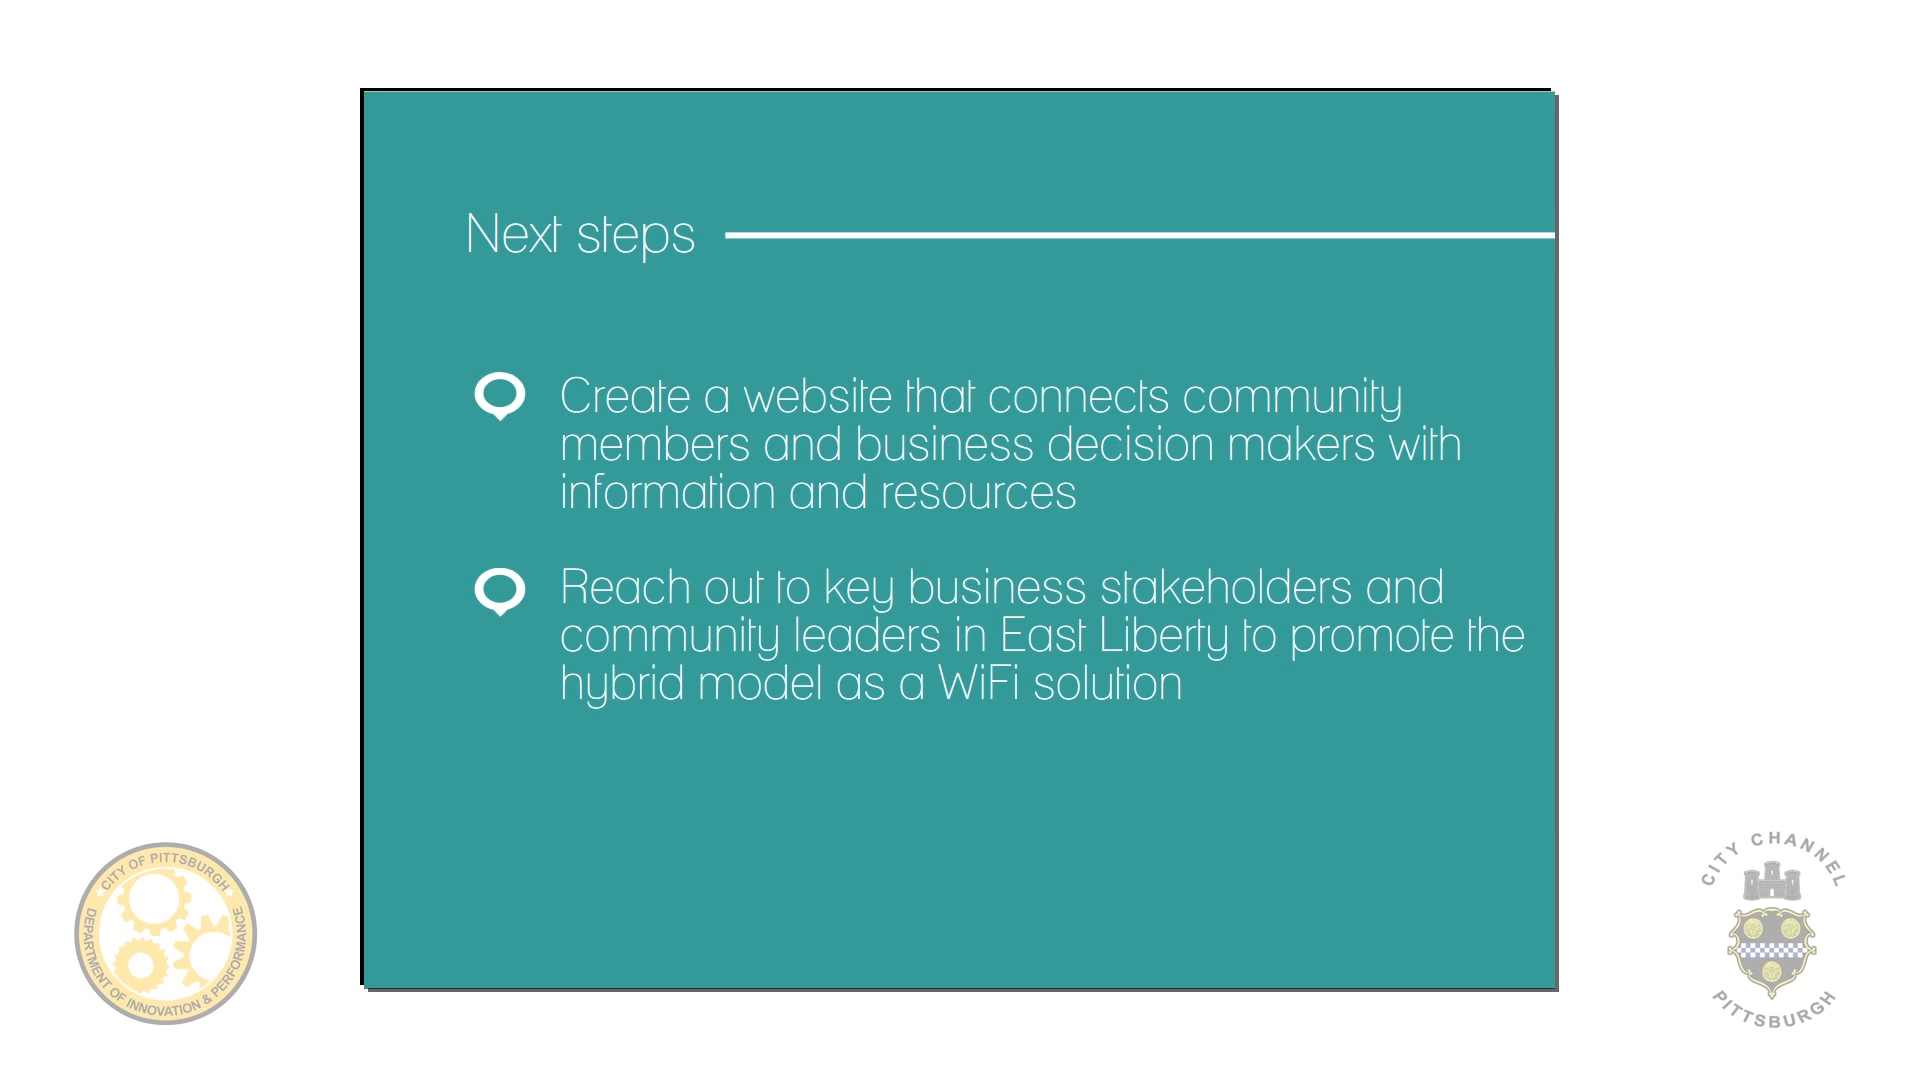 Next steps
Create a website that connects community
members and business decision makers with
information and resources
Reach out to key business stakeholders and
community leaders in East Liberty to promote the
hybrid model as a WiFi solution
CITY OF PITTSBURGH
DEPARTMENT OF INNOVATION & PERFORMANCE
CITY CHANNEL
PITTSBURGH